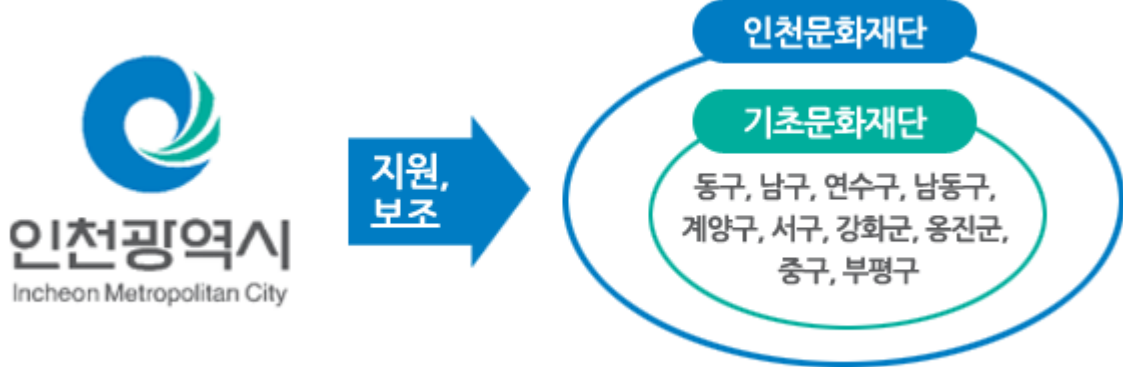 인천광역시
Incheon Metropolitan City
지원,
보조
인천문화재단
기초문화재단
동구, 남구, 연수구, 남동구,
계양구, 서구, 강화군, 옹진군,
중구, 부평구